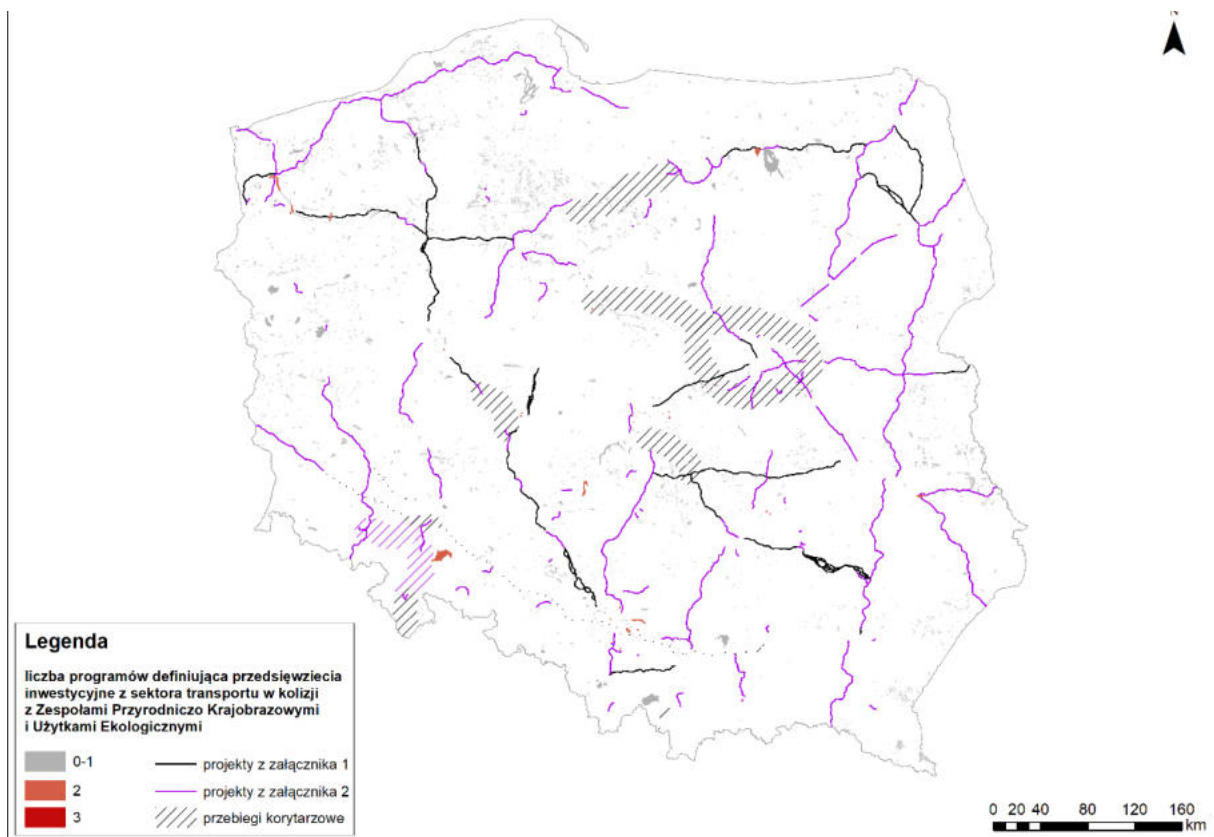 N
Legenda
liczba programów definiująca przedsięwziecia
inwestycyjne z sektora transportu w kolizji
z Zespołami Przyrodniczo Krajobrazowymi
i Użytkami Ekologicznymi
0-1
projekty z załącznika 1
2
projekty z załącznika 2
3
przebiegi korytarzowe
0 20 40 80 120 160
km